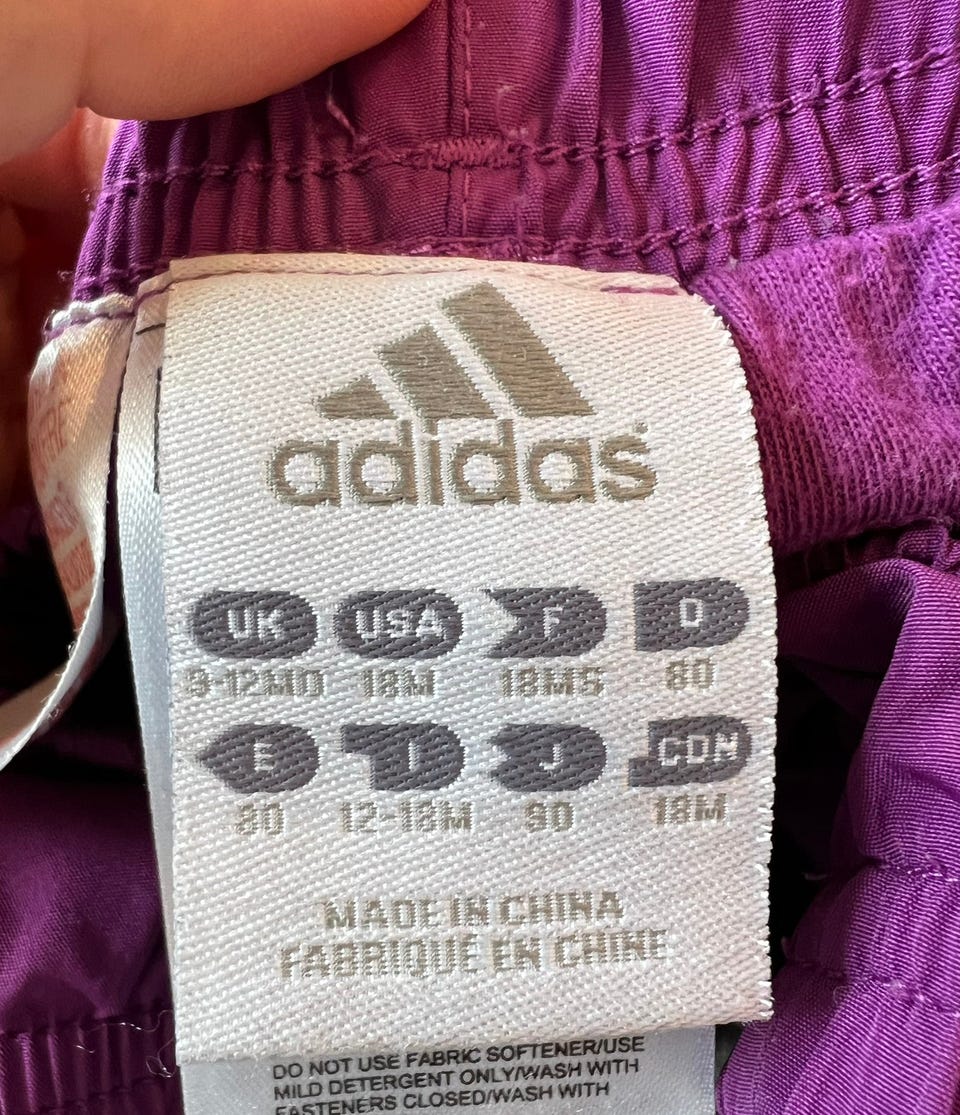 adidas
UK USA F D
9-12MO 18M 18MS 80
E I J CDN
80 12-18M 90 18M
MADE IN CHINA
FABRIQUÉ EN CHINE
DO NOT USE FABRIC SOFTENER/USE
MILD DETERGENT ONLY/WASH WITH
FASTENERS CLOSED/WASH WITH